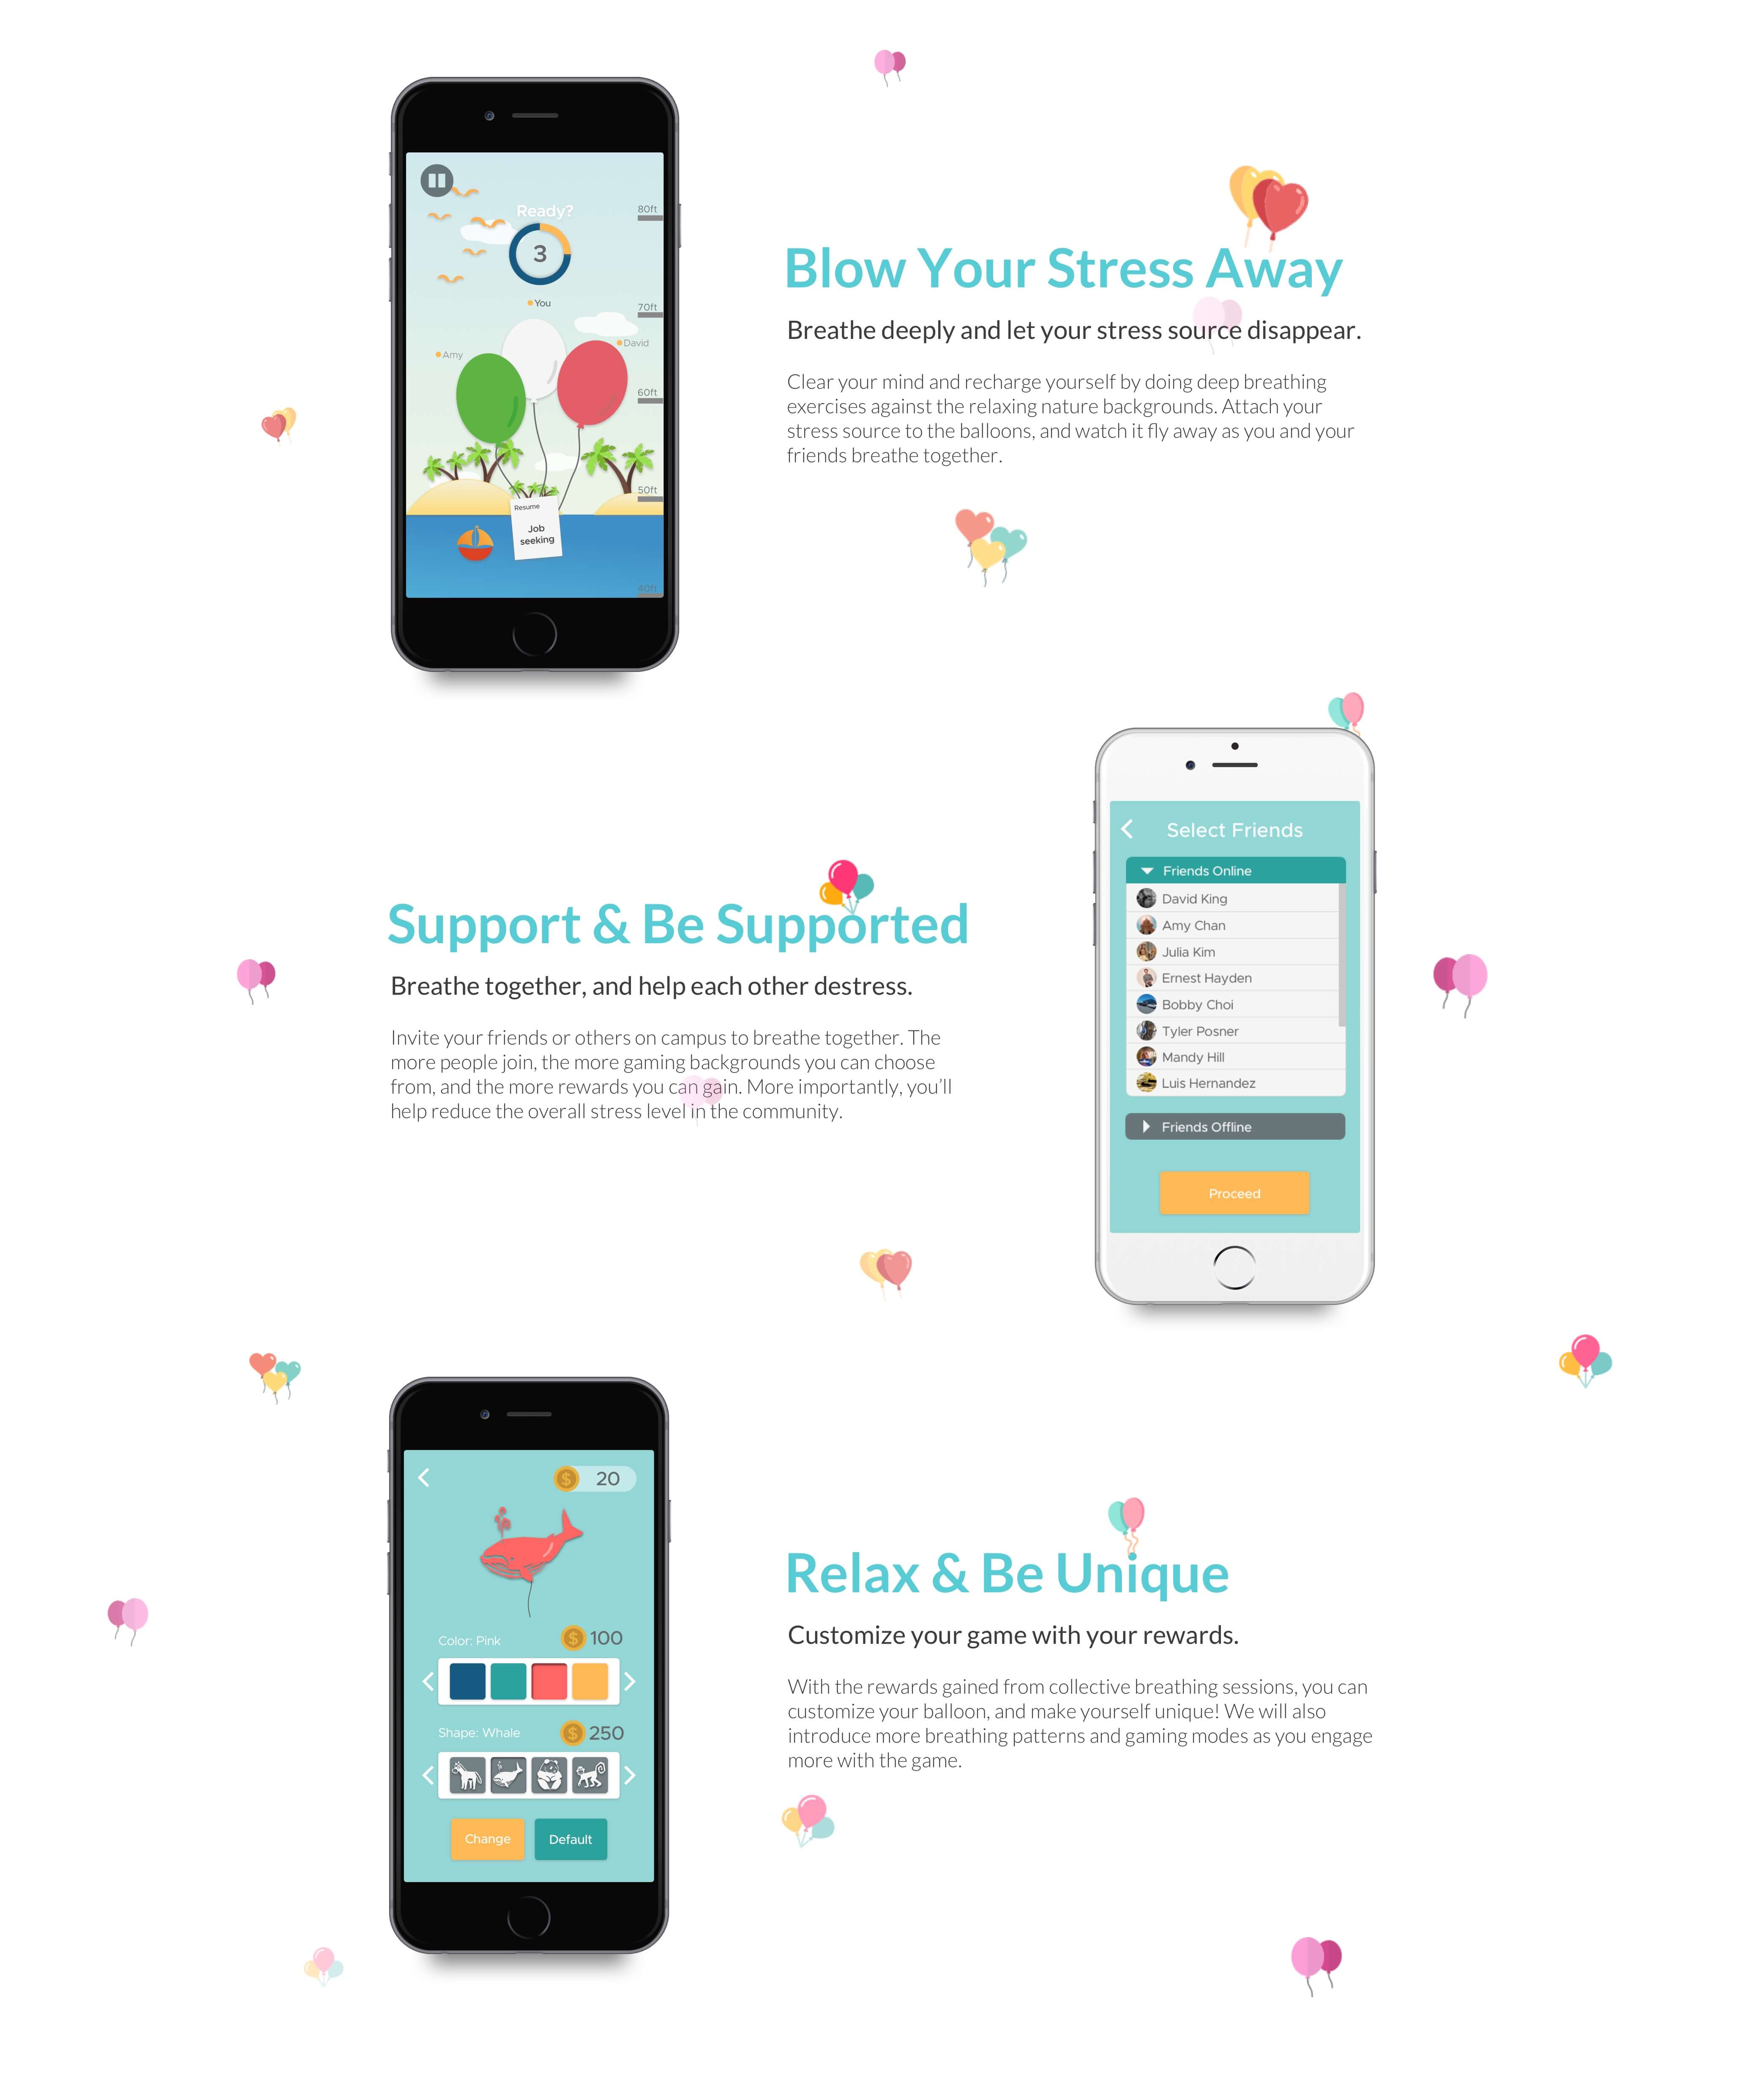 Ready?
3
80ft
You
70ft
David
Amy
60ft
50ft
Resume
Job
seeking
40ft
Blow Your Stress Away
Breathe deeply and let your stress source disappear.
Clear your mind and recharge yourself by doing deep breathing
exercises against the relaxing nature backgrounds. Attach your
stress source to the balloons, and watch it fly away as you and your
friends breathe together.
Support & Be Supported
Breathe together, and help each other destress.
Invite your friends or others on campus to breathe together. The
more people join, the more gaming backgrounds you can choose
from, and the more rewards you can gain. More importantly, you'll
help reduce the overall stress level in the community.
Select Friends
Friends Online
David King
Amy Chan
Julia Kim
Ernest Hayden
Bobby Choi
Tyler Posner
Mandy Hill
Luis Hernandez
Friends Offline
Proceed
$ 20
Color: Pink $ 100
Shape: Whale $ 250
Change Default
Relax & Be Unique
Customize your game with your rewards.
With the rewards gained from collective breathing sessions, you can
customize your balloon, and make yourself unique! We will also
introduce more breathing patterns and gaming modes as you engage
more with the game.